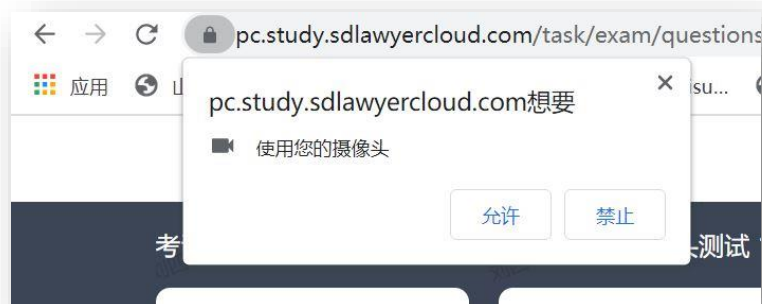 pc.study.sdlawyercloud.com/task/exam/questions
应用
isu...
pc.study.sdlawyercloud.com想要
使用您的摄像头
允许
禁止
考
头测试